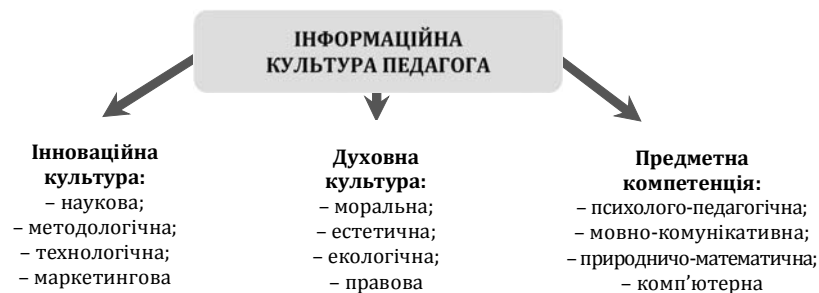 ІНФОРМАЦІЙНА
КУЛЬТУРА ПЕДАГОГА
Інноваційна
культура:
– наукова;
– методологічна;
– технологічна;
– маркетингова
Духовна
культура:
– моральна;
– естетична;
– екологічна;
– правова
Предметна
компетенція:
– психолого-педагогічна;
– мовно-комунікативна;
– природничо-математична;
– комп’ютерна